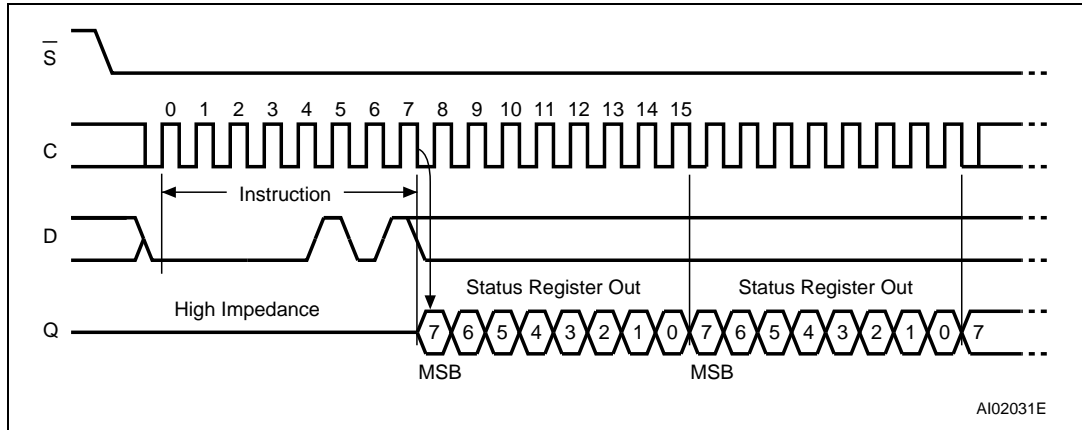 S
0 1 2 3 4 5 6 7 8 9 10 11 12 13 14 15
C
Instruction
D
Status Register Out Status Register Out
High Impedance
Q 7 6 5 4 3 2 1 0 7 6 5 4 3 2 1 0 7
MSB MSB
AI02031E